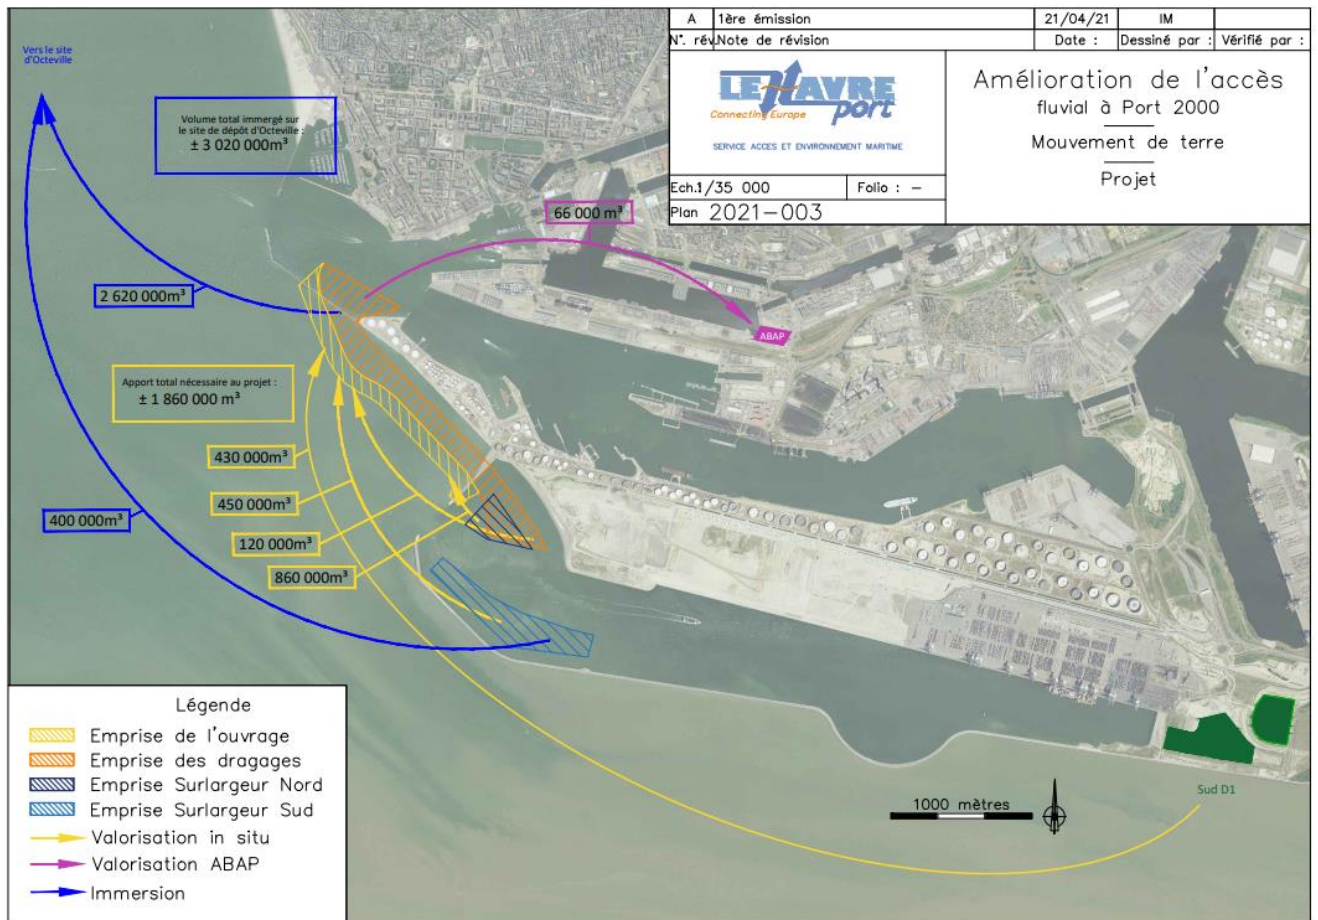 A 1ère émission 21/04/21 IM
N°. rév Note de révision Date : Dessiné par : Vérifié par :
LE HAVRE
port
Connecting Europe
SERVICE ACCES ET ENVIRONNEMENT MARITIME
Ech.1/35 000 Folio : –
Plan 2021–003
Amélioration de l'accès
fluvial à Port 2000
Mouvement de terre
Projet
Vers le site
d'Octeville
Volume total immergé sur
le site de dépôt d'Octeville :
± 3 020 000m³
66 000 m³
2 620 000m³
ABAP
Apport total nécessaire au projet :
± 1 860 000 m³
430 000m³
450 000m³
400 000m³
120 000m³
860 000m³
Sud D1
1000 mètres
Légende
Emprise de l'ouvrage
Emprise des dragages
Emprise Surlargeur Nord
Emprise Surlargeur Sud
Valorisation in situ
Valorisation ABAP
Immersion